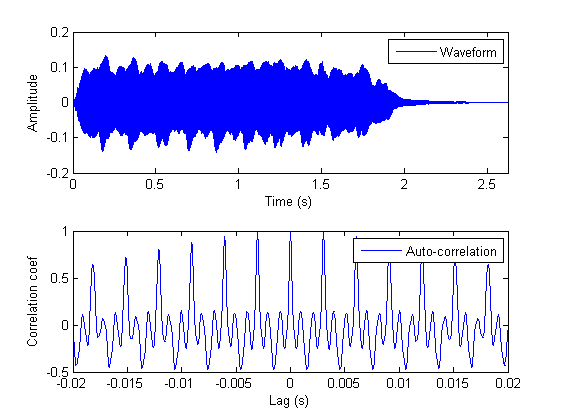 0.2
Waveform
0.1
Amplitude
0
-0.1
-0.2
0 0.5 1 1.5 2 2.5
Time (s)
1
Auto-correlation
0.5
Correlation coef
0
-0.5
-0.02 -0.015 -0.01 -0.005 0 0.005 0.01 0.015 0.02
Lag (s)